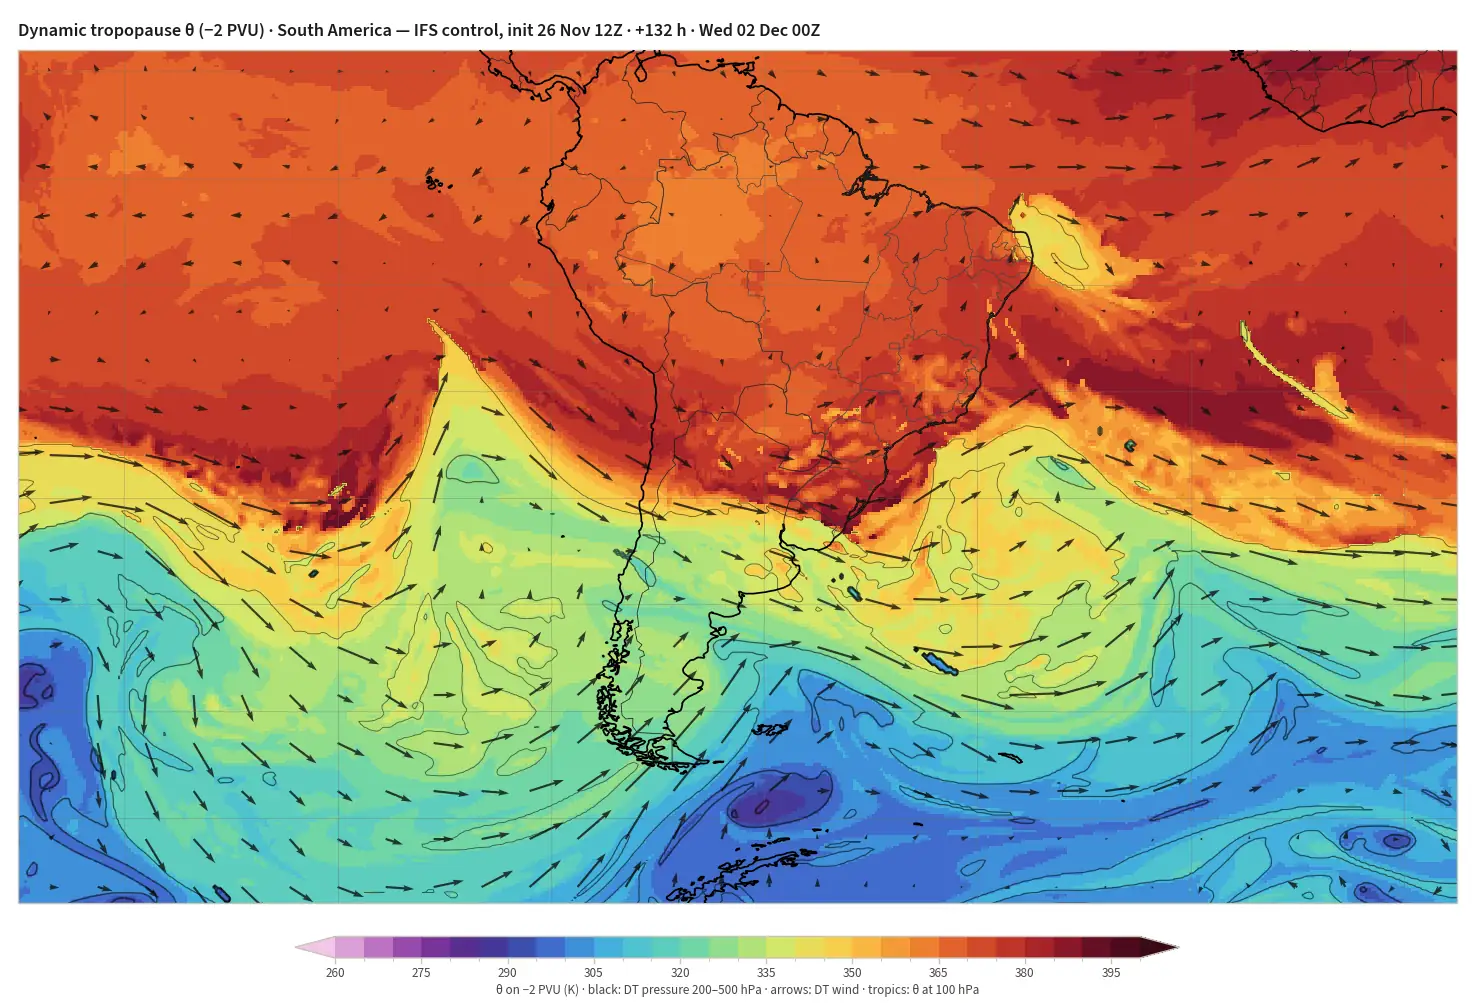 Dynamic tropopause θ (−2 PVU) · South America — IFS control, init 26 Nov 12Z · +132 h · Wed 02 Dec 00Z
260 275 290 305 320 335 350 365 380 395
θ on −2 PVU (K) · black: DT pressure 200–500 hPa · arrows: DT wind · tropics: θ at 100 hPa